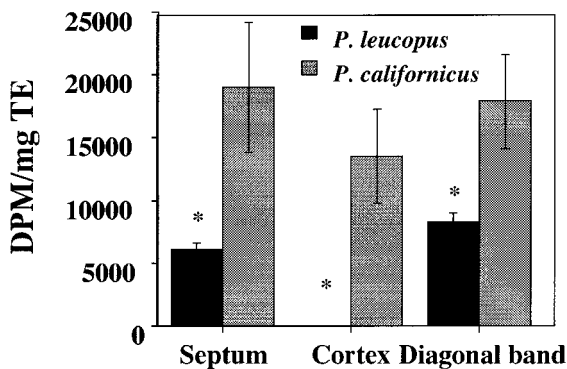 DPM/mg TE
25000
20000
15000
10000
5000
0
P. leucopus
P. californicus
*
*
*
Septum Cortex Diagonal band